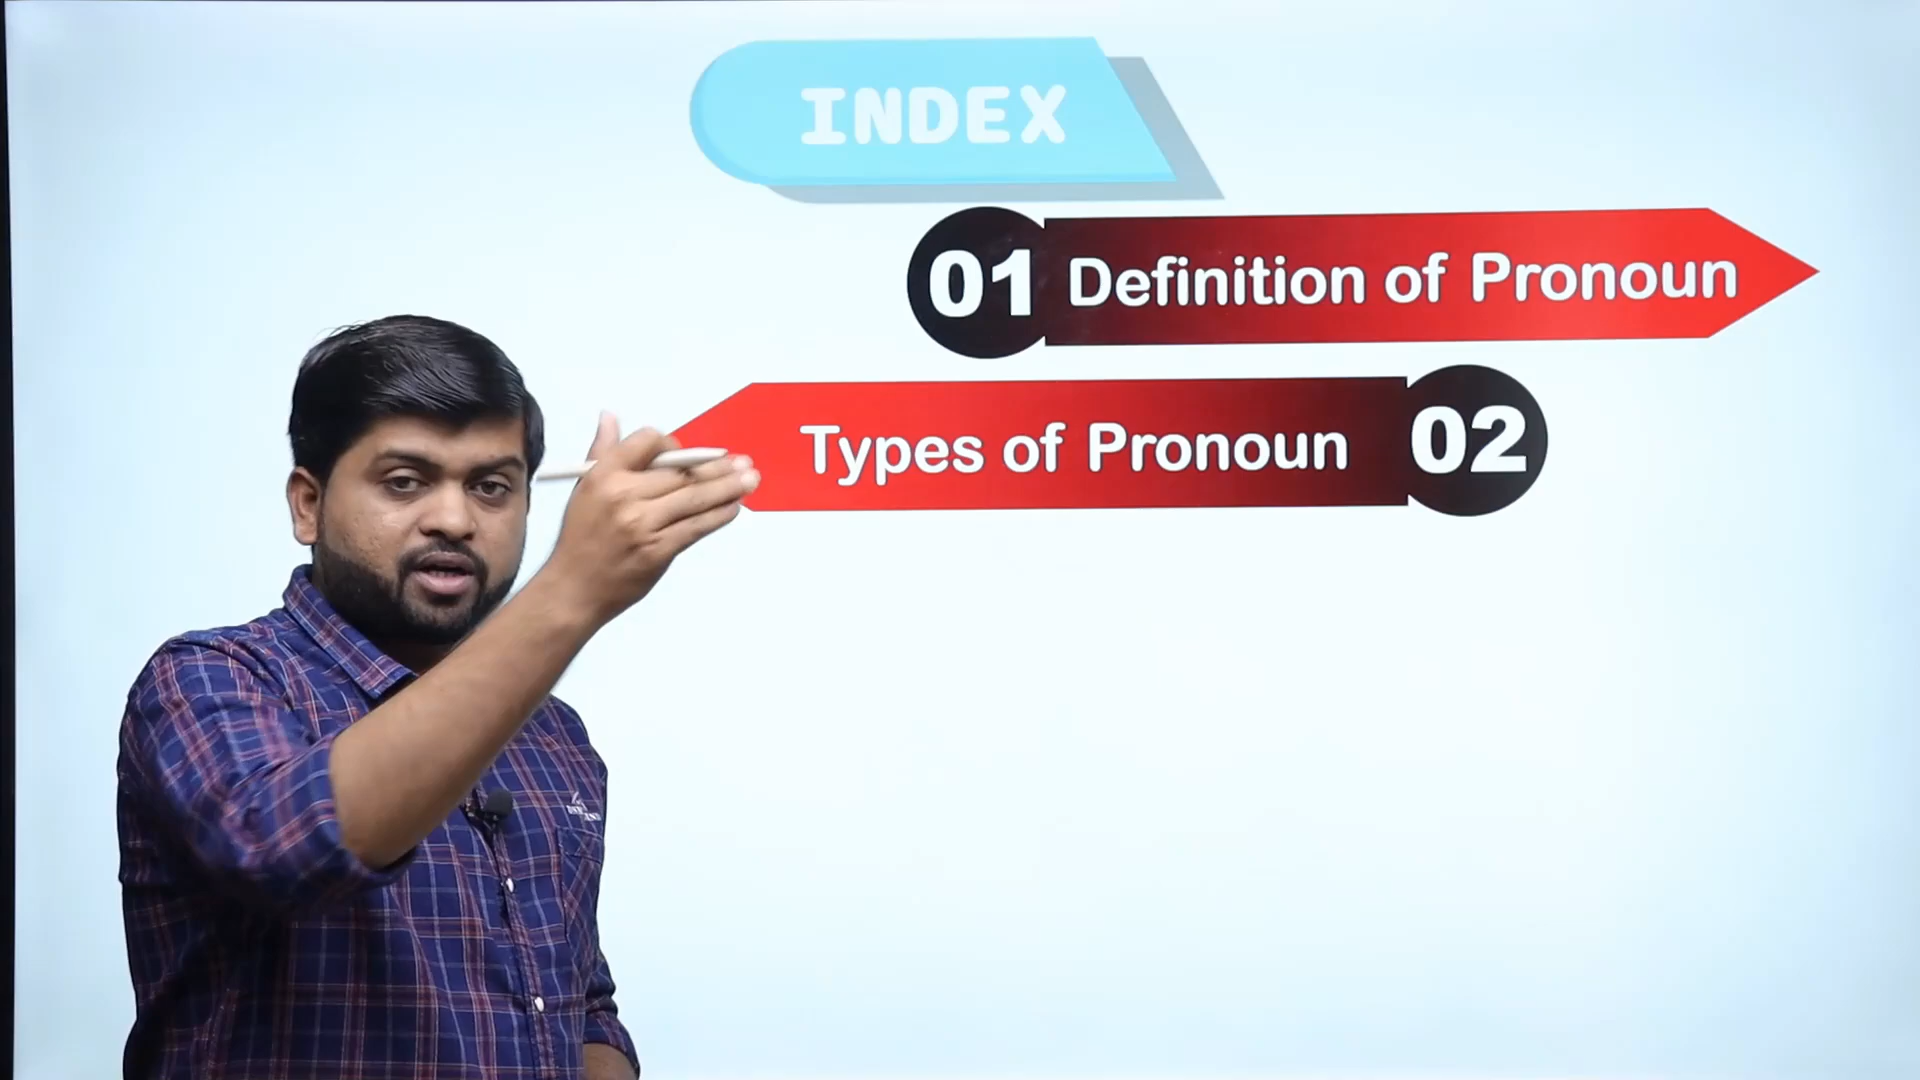 INDEX
01 Definition of Pronoun
Types of Pronoun 02